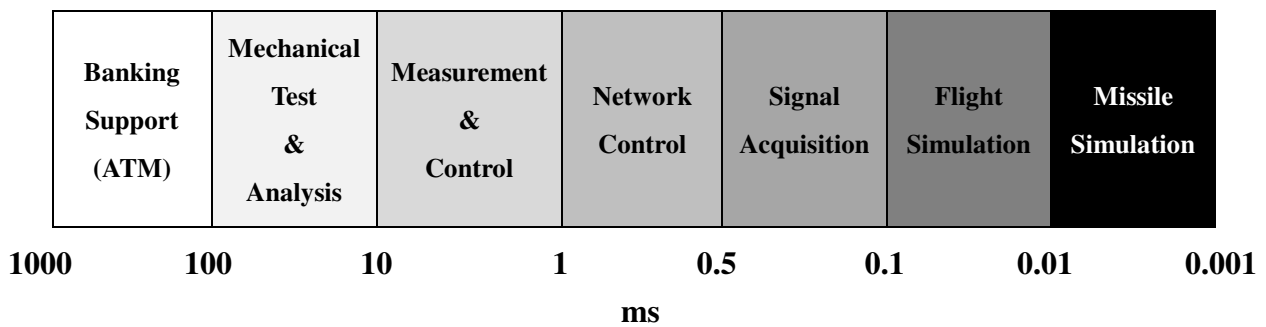 Banking
Support
(ATM)
Mechanical
Test
&
Analysis
Measurement
&
Control
Network
Control
Signal
Acquisition
Flight
Simulation
Missile
Simulation
1000 100 10 1 0.5 0.1 0.01 0.001
ms